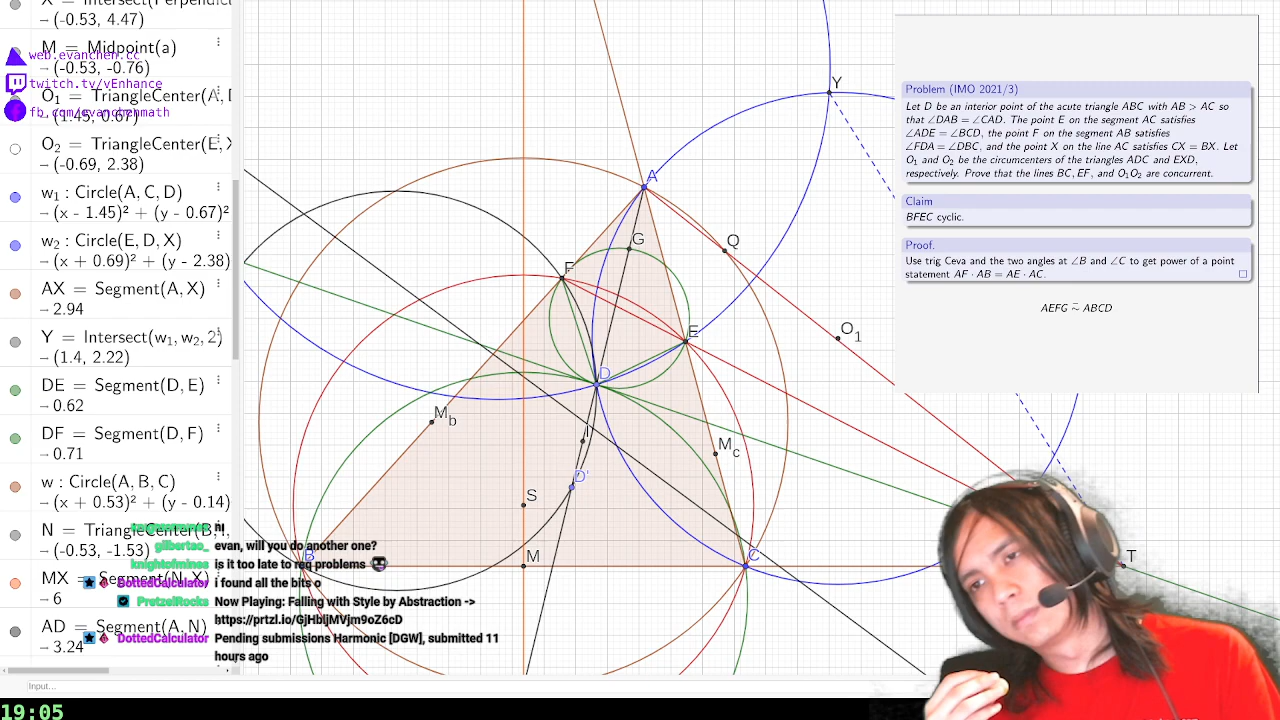 X = Intersect(Perpendic
→ (-0.53, 4.47)
M = Midpoint(a)
→ (-0.53, -0.76)
web.evanchen.cc
twitch.tv/vEnhance
O₁ = TriangleCenter(A, D
→ (1.45, 0.67)
fb.com/evanchenmath
O₂ = TriangleCenter(E, X
→ (-0.69, 2.38)
w₁ : Circle(A, C, D)
→ (x - 1.45)² + (y - 0.67)²
w₂ : Circle(E, D, X)
→ (x + 0.69)² + (y - 2.38)
AX = Segment(A, X)
→ 2.94
Y = Intersect(w₁, w₂, 2)
→ (1.4, 2.22)
DE = Segment(D, E)
→ 0.62
DF = Segment(D, F)
→ 0.71
w : Circle(A, B, C)
→ (x + 0.53)² + (y - 0.14)
N = TriangleCenter(B,
→ (-0.53, -1.53)
MX = Segment(N, X)
→ 6
AD = Segment(A, N)
→ 3.24
hi
gilbertao_ evan, will you do another one?
knightofmines is it too late to req problems
DottedCalculator i found all the bits o
PretzelRocks Now Playing: Falling with Style by Abstraction ->
https://prtzl.io/GjHbljMVjm9oZ6cD
DottedCalculator Pending submissions Harmonic [DGW], submitted 11
hours ago
Input...
19:05
Y
A
Q
G
F
O₁
E
D
M_b
M_c
I
D'
S
B
M
C
T
Problem (IMO 2021/3)
Let D be an interior point of the acute triangle ABC with AB > AC so
that ∠DAB = ∠CAD. The point E on the segment AC satisfies
∠ADE = ∠BCD, the point F on the segment AB satisfies
∠FDA = ∠DBC, and the point X on the line AC satisfies CX = BX. Let
O₁ and O₂ be the circumcenters of the triangles ADC and EXD,
respectively. Prove that the lines BC, EF, and O₁O₂ are concurrent.
Claim
BFEC cyclic.
Proof.
Use trig Ceva and the two angles at ∠B and ∠C to get power of a point
statement AF · AB = AE · AC.
AEFG ~ ABCD